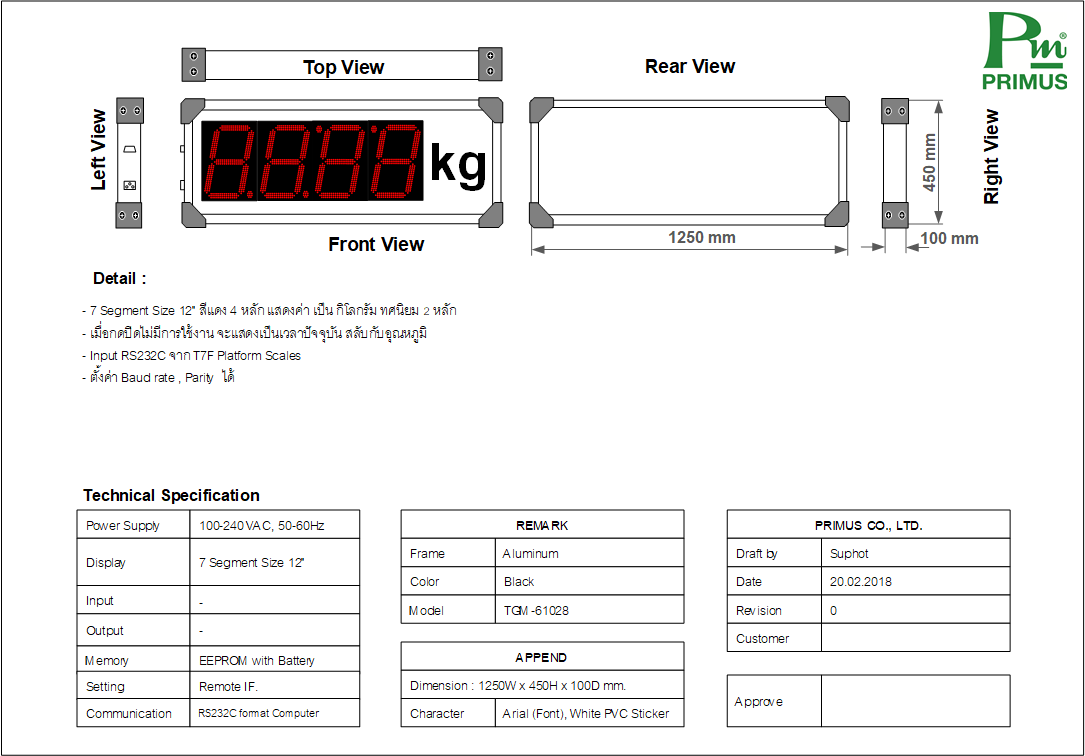 Pm®
PRIMUS
Top View
Rear View
Left View
8.8.8.8.
kg
Front View
450 mm
Right View
1250 mm
100 mm
Detail :
- 7 Segment Size 12" สีแดง 4 หลัก แสดงค่า เป็น กิโลกรัม ทศนิยม 2 หลัก
- เมื่อกดปิดไม่มีการใช้งาน จะแสดงเป็นเวลาปัจจุบัน สลับกับอุณหภูมิ
- Input RS232C จาก T7F Platform Scales
- ตั้งค่า Baud rate , Parity ได้
Technical Specification
Power Supply 100-240 VAC, 50-60Hz
Display 7 Segment Size 12"
Input -
Output -
Memory EEPROM with Battery
Setting Remote IF.
Communication RS232C format Computer
REMARK
Frame Aluminum
Color Black
Model TGM-61028
APPEND
Dimension : 1250W x 450H x 100D mm.
Character Arial (Font), White PVC Sticker
PRIMUS CO., LTD.
Draft by Suphot
Date 20.02.2018
Revision 0
Customer
Approve